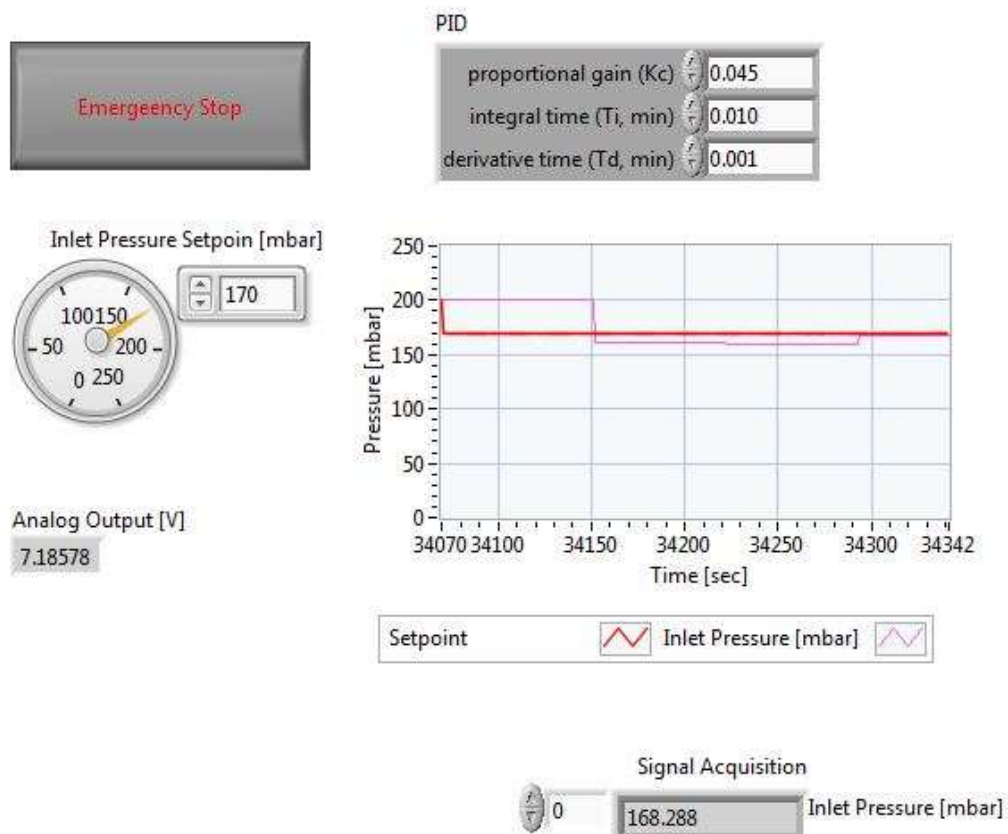 PID
Emergeency Stop
proportional gain (Kc) 0.045
integral time (Ti, min) 0.010
derivative time (Td, min) 0.001
Inlet Pressure Setpoin [mbar]
170
0 50 100 150 200 250
Analog Output [V]
7.18578
Pressure [mbar]
250
200
150
100
50
0
34070 34100 34150 34200 34250 34300 34342
Time [sec]
Setpoint Inlet Pressure [mbar]
Signal Acquisition
0 168.288 Inlet Pressure [mbar]